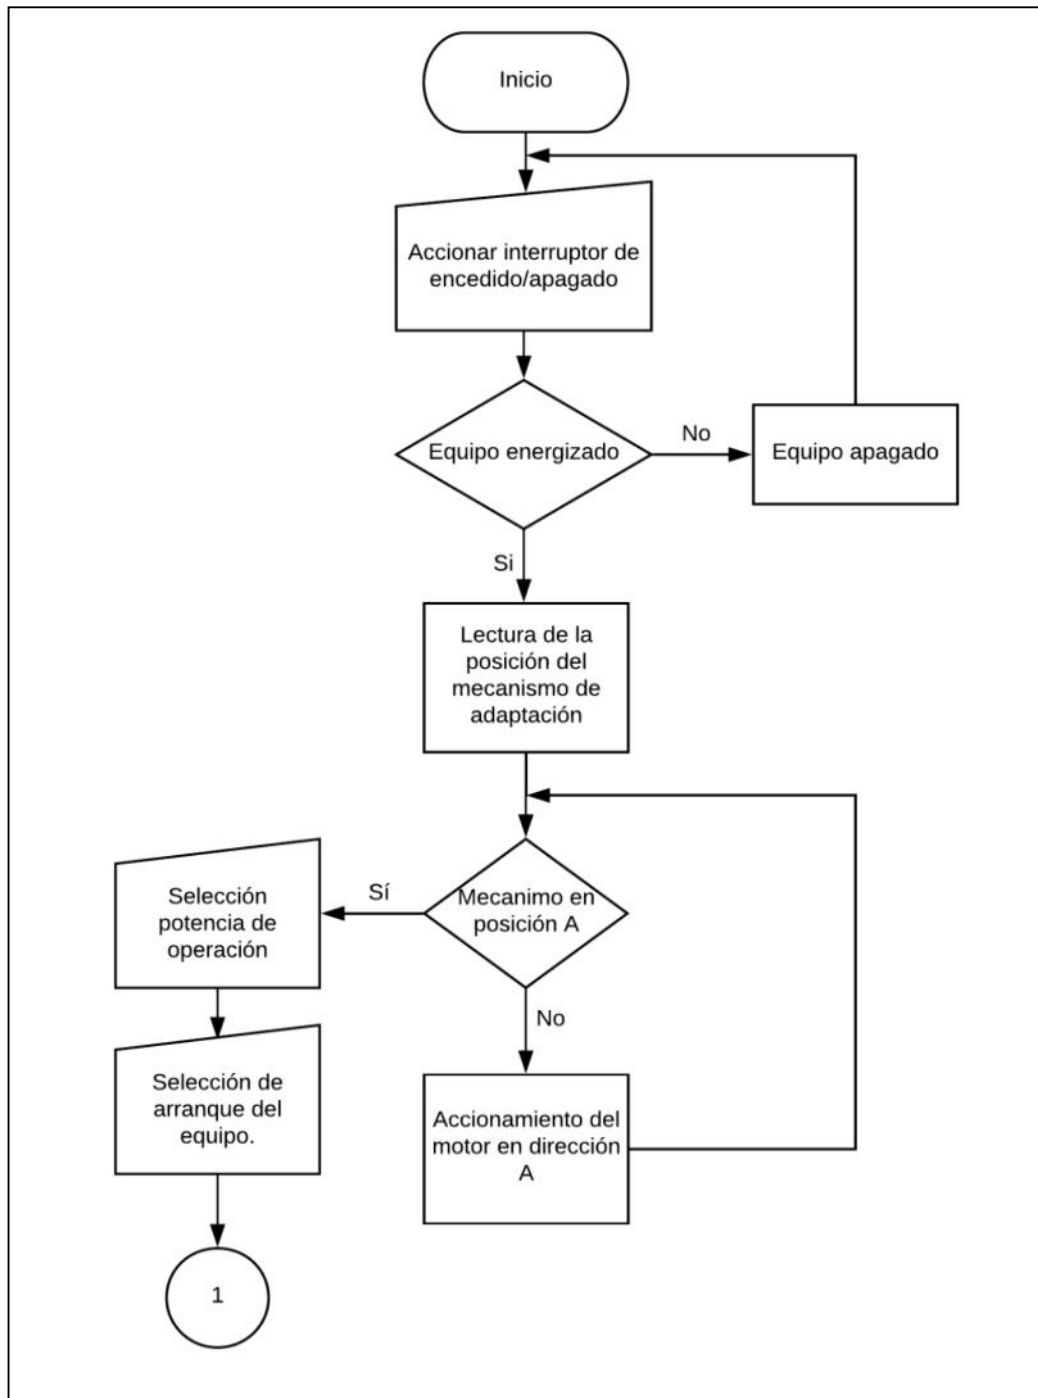 Inicio
Accionar interruptor de
encedido/apagado
Equipo energizado
No
Equipo apagado
Si
Lectura de la
posición del
mecanismo de
adaptación
Mecanimo en
posición A
Sí
Selección
potencia de
operación
No
Selección de
arranque del
equipo.
Accionamiento del
motor en dirección
A
1